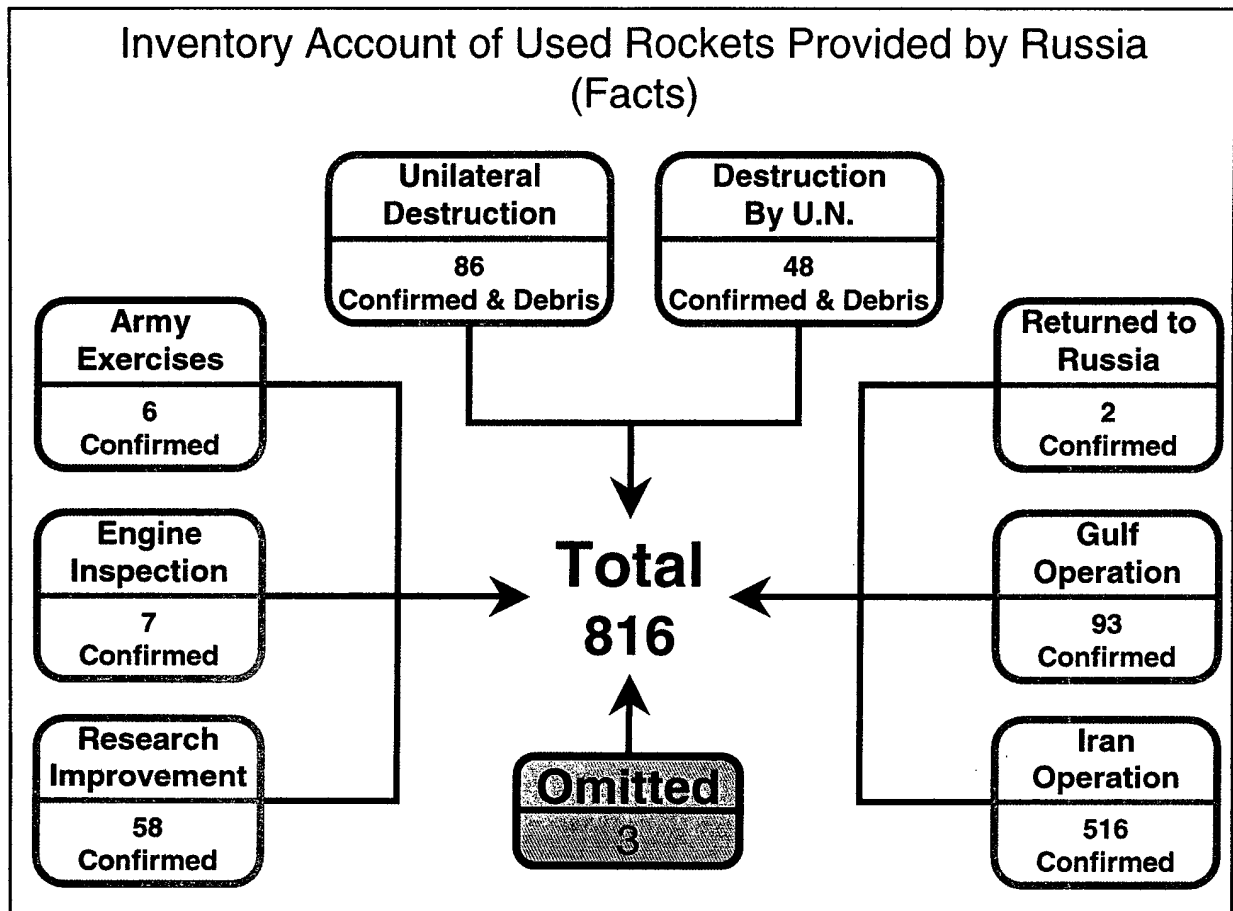 Inventory Account of Used Rockets Provided by Russia
(Facts)
Unilateral
Destruction
86
Confirmed & Debris
Destruction
By U.N.
48
Confirmed & Debris
Army
Exercises
6
Confirmed
Engine
Inspection
7
Confirmed
Research
Improvement
58
Confirmed
Total
816
Omitted
3
Returned to
Russia
2
Confirmed
Gulf
Operation
93
Confirmed
Iran
Operation
516
Confirmed